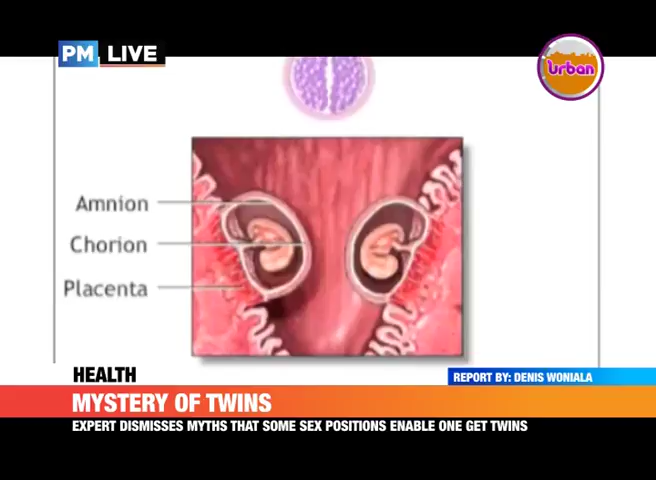 PM LIVE
urban
Amnion
Chorion
Placenta
HEALTH
REPORT BY: DENIS WONIALA
MYSTERY OF TWINS
EXPERT DISMISSES MYTHS THAT SOME SEX POSITIONS ENABLE ONE GET TWINS